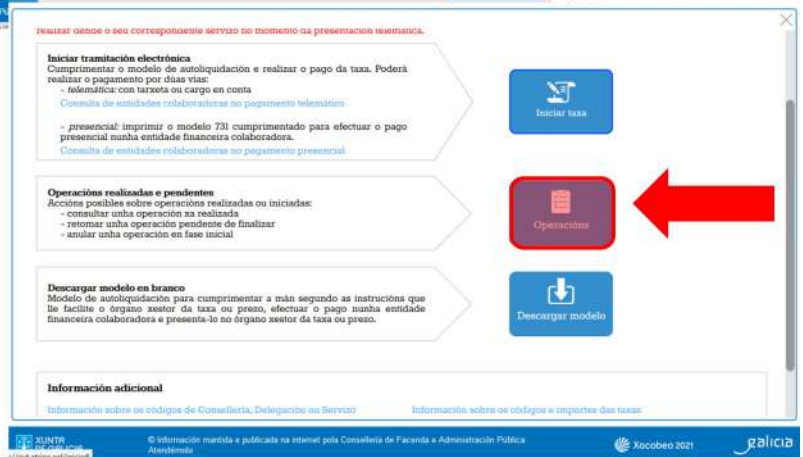 realizar dende o seu correspondente servizo no momento da presentación telemática.
Iniciar tramitación electrónica
Cumprimentar o modelo de autoliquidación e realizar o pago da taxa. Poderá
realizar o pagamento por dúas vías:
- telemática: con tarxeta ou cargo en conta
Consulta de entidades colaboradoras no pagamento telemático
- presencial: imprimir o modelo 731 cumprimentado para efectuar o pago
presencial nunha entidade financeira colaboradora.
Consulta de entidades colaboradoras no pagamento presencial
Iniciar taxa
Operacións realizadas e pendentes
Accións posibles sobre operacións realizadas ou iniciadas:
- consultar unha operación xa realizada
- retomar unha operación pendente de finalizar
- anular unha operación en fase inicial
Operacións
Descargar modelo en branco
Modelo de autoliquidación para cumprimentar a mán segundo as instrucións que
lle facilite o órgano xestor da taxa ou prezo, efectuar o pago nunha entidade
financeira colaboradora e presenta-lo no órgano xestor da taxa ou prezo.
Descargar modelo
Información adicional
Información sobre os códigos de Consellería, Delegación ou Servizo
Información sobre os códigos e importes das taxas
XUNTA
DE GALICIA
© Información mantida e publicada na internet pola Consellería de Facenda e Administración Pública
Atendémolo
Xacobeo 2021
galicia